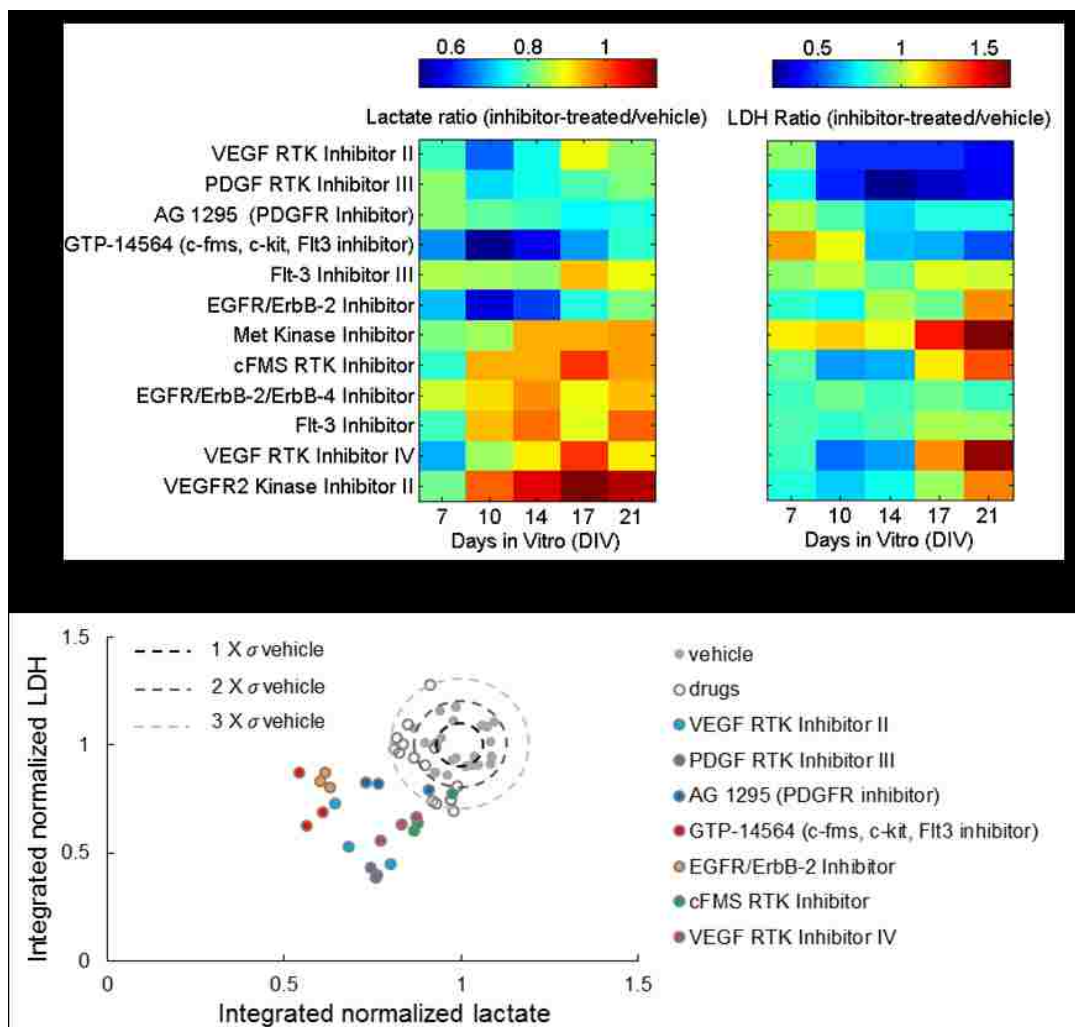 0.6 0.8 1
0.5 1 1.5
Lactate ratio (inhibitor-treated/vehicle)
LDH Ratio (inhibitor-treated/vehicle)
VEGF RTK Inhibitor II
PDGF RTK Inhibitor III
AG 1295 (PDGFR Inhibitor)
GTP-14564 (c-fms, c-kit, Flt3 inhibitor)
Flt-3 Inhibitor III
EGFR/ErbB-2 Inhibitor
Met Kinase Inhibitor
cFMS RTK Inhibitor
EGFR/ErbB-2/ErbB-4 Inhibitor
Flt-3 Inhibitor
VEGF RTK Inhibitor IV
VEGFR2 Kinase Inhibitor II
7 10 14 17 21
Days in Vitro (DIV)
7 10 14 17 21
Days in Vitro (DIV)
Integrated normalized LDH
1.5
1
0.5
0
1 X σ vehicle
2 X σ vehicle
3 X σ vehicle
0 0.5 1 1.5
Integrated normalized lactate
vehicle
drugs
VEGF RTK Inhibitor II
PDGF RTK Inhibitor III
AG 1295 (PDGFR inhibitor)
GTP-14564 (c-fms, c-kit, Flt3 inhibitor)
EGFR/ErbB-2 Inhibitor
cFMS RTK Inhibitor
VEGF RTK Inhibitor IV